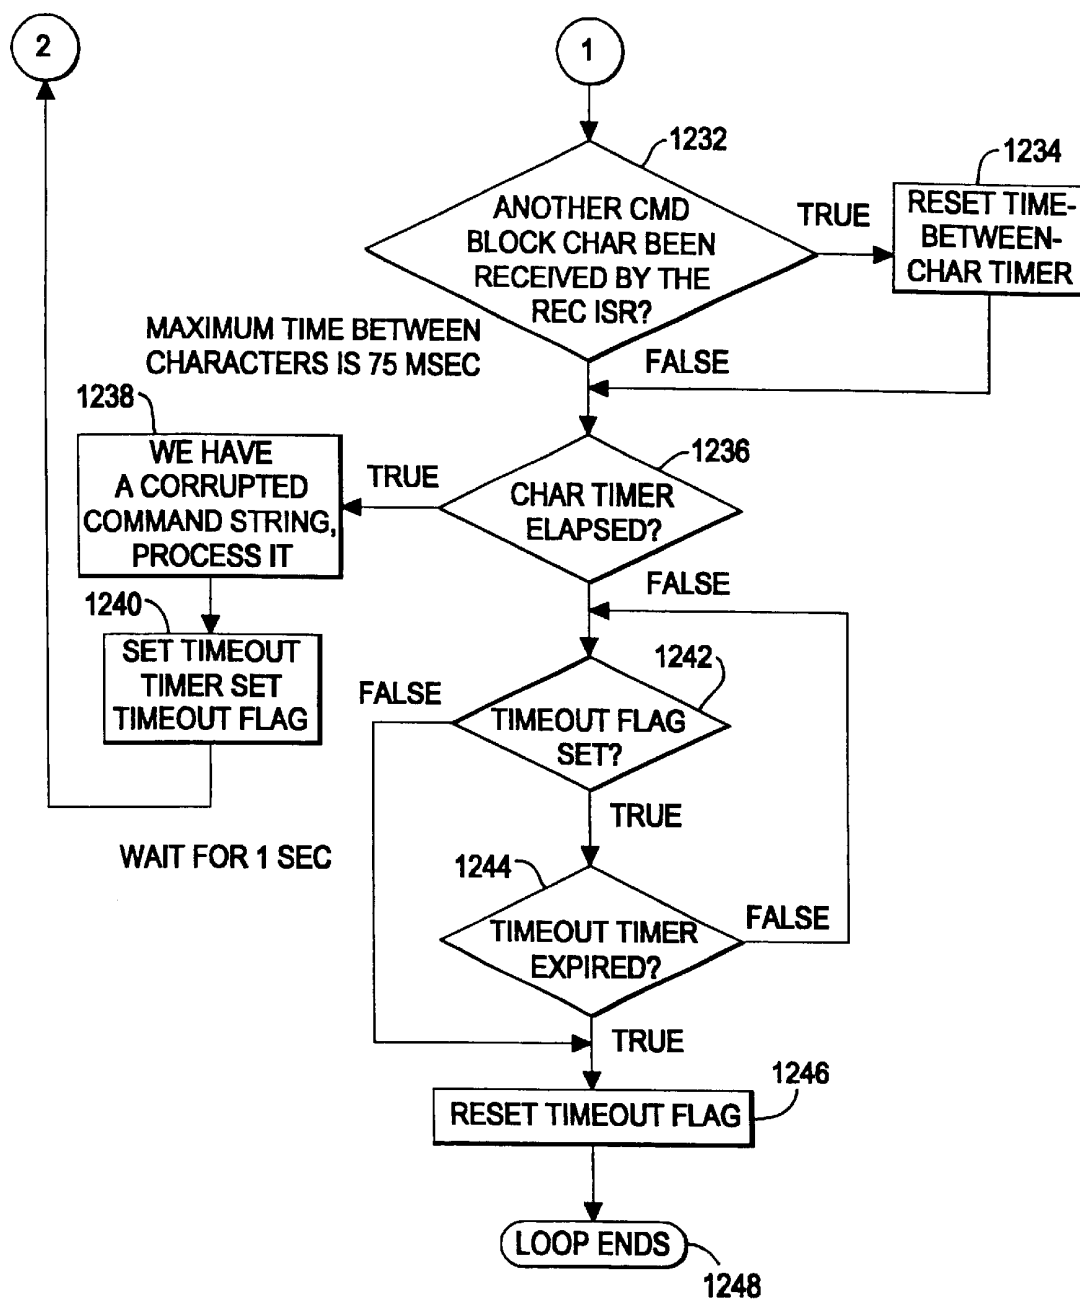 2
1
1232
ANOTHER CMD
BLOCK CHAR BEEN
RECEIVED BY THE
REC ISR?
TRUE
1234
RESET TIME-
BETWEEN-
CHAR TIMER
MAXIMUM TIME BETWEEN
CHARACTERS IS 75 MSEC
FALSE
1238
WE HAVE
A CORRUPTED
COMMAND STRING,
PROCESS IT
TRUE
1236
CHAR TIMER
ELAPSED?
FALSE
1240
SET TIMEOUT
TIMER SET
TIMEOUT FLAG
FALSE
1242
TIMEOUT FLAG
SET?
TRUE
WAIT FOR 1 SEC
1244
TIMEOUT TIMER
EXPIRED?
FALSE
TRUE
1246
RESET TIMEOUT FLAG
LOOP ENDS
1248